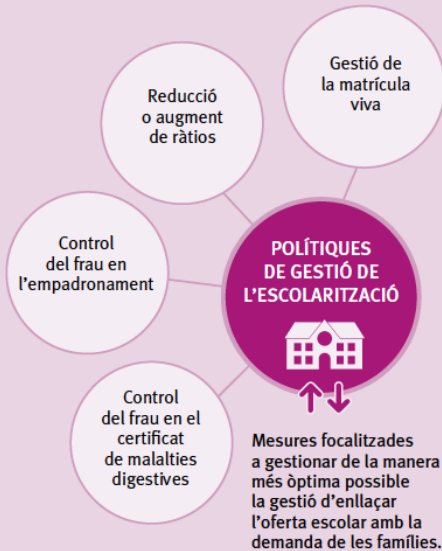 Gestió de
la matrícula
viva
Reducció
o augment
de ràtios
Control
del frau en
l'empadronament
POLÍTIQUES
DE GESTIÓ DE
L'ESCOLARITZACIÓ
Control
del frau en el
certificat
de malalties
digestives
Mesures focalitzades
a gestionar de la manera
més òptima possible
la gestió d'enllaçar
l'oferta escolar amb la
demanda de les famílies.